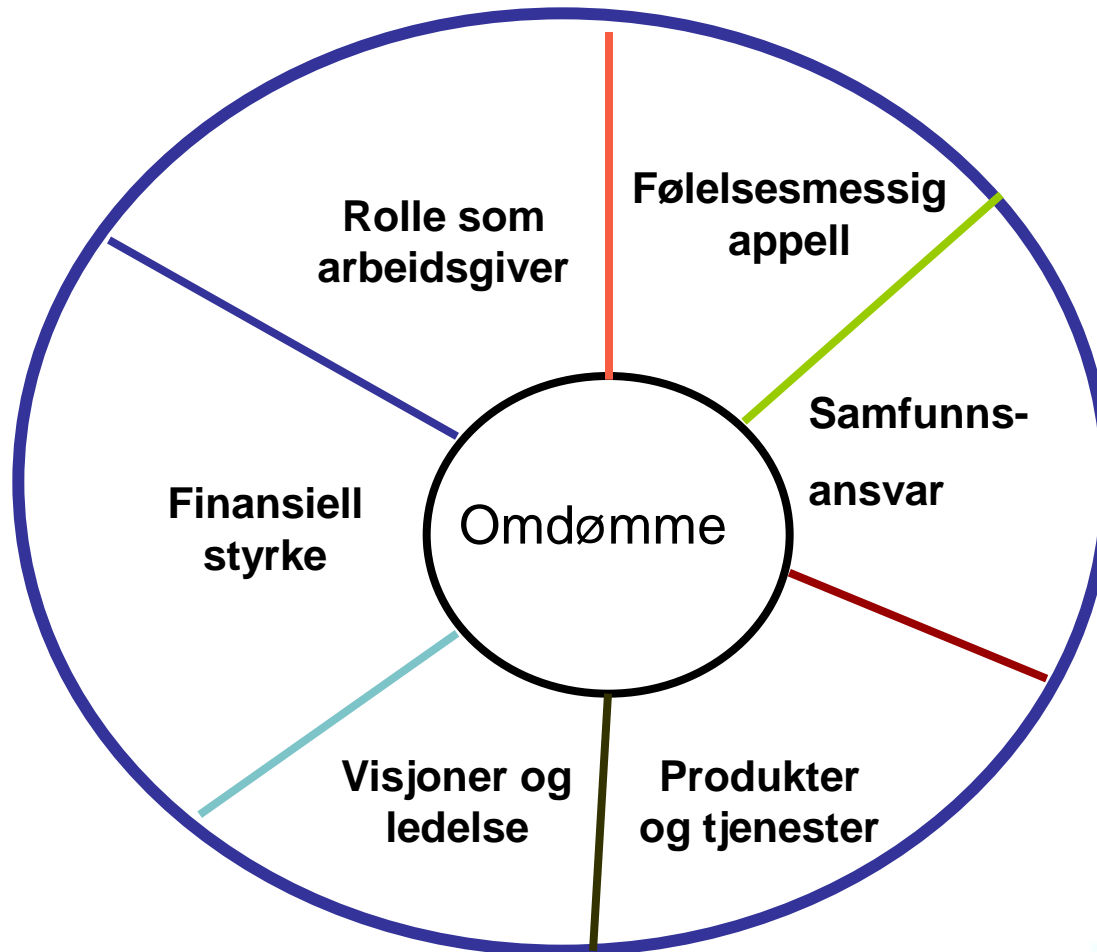 Følelsesmessig
appell
Rolle som
arbeidsgiver
Samfunns-
ansvar
Finansiell
styrke
Omdømme
Visjoner og
ledelse
Produkter
og tjenester